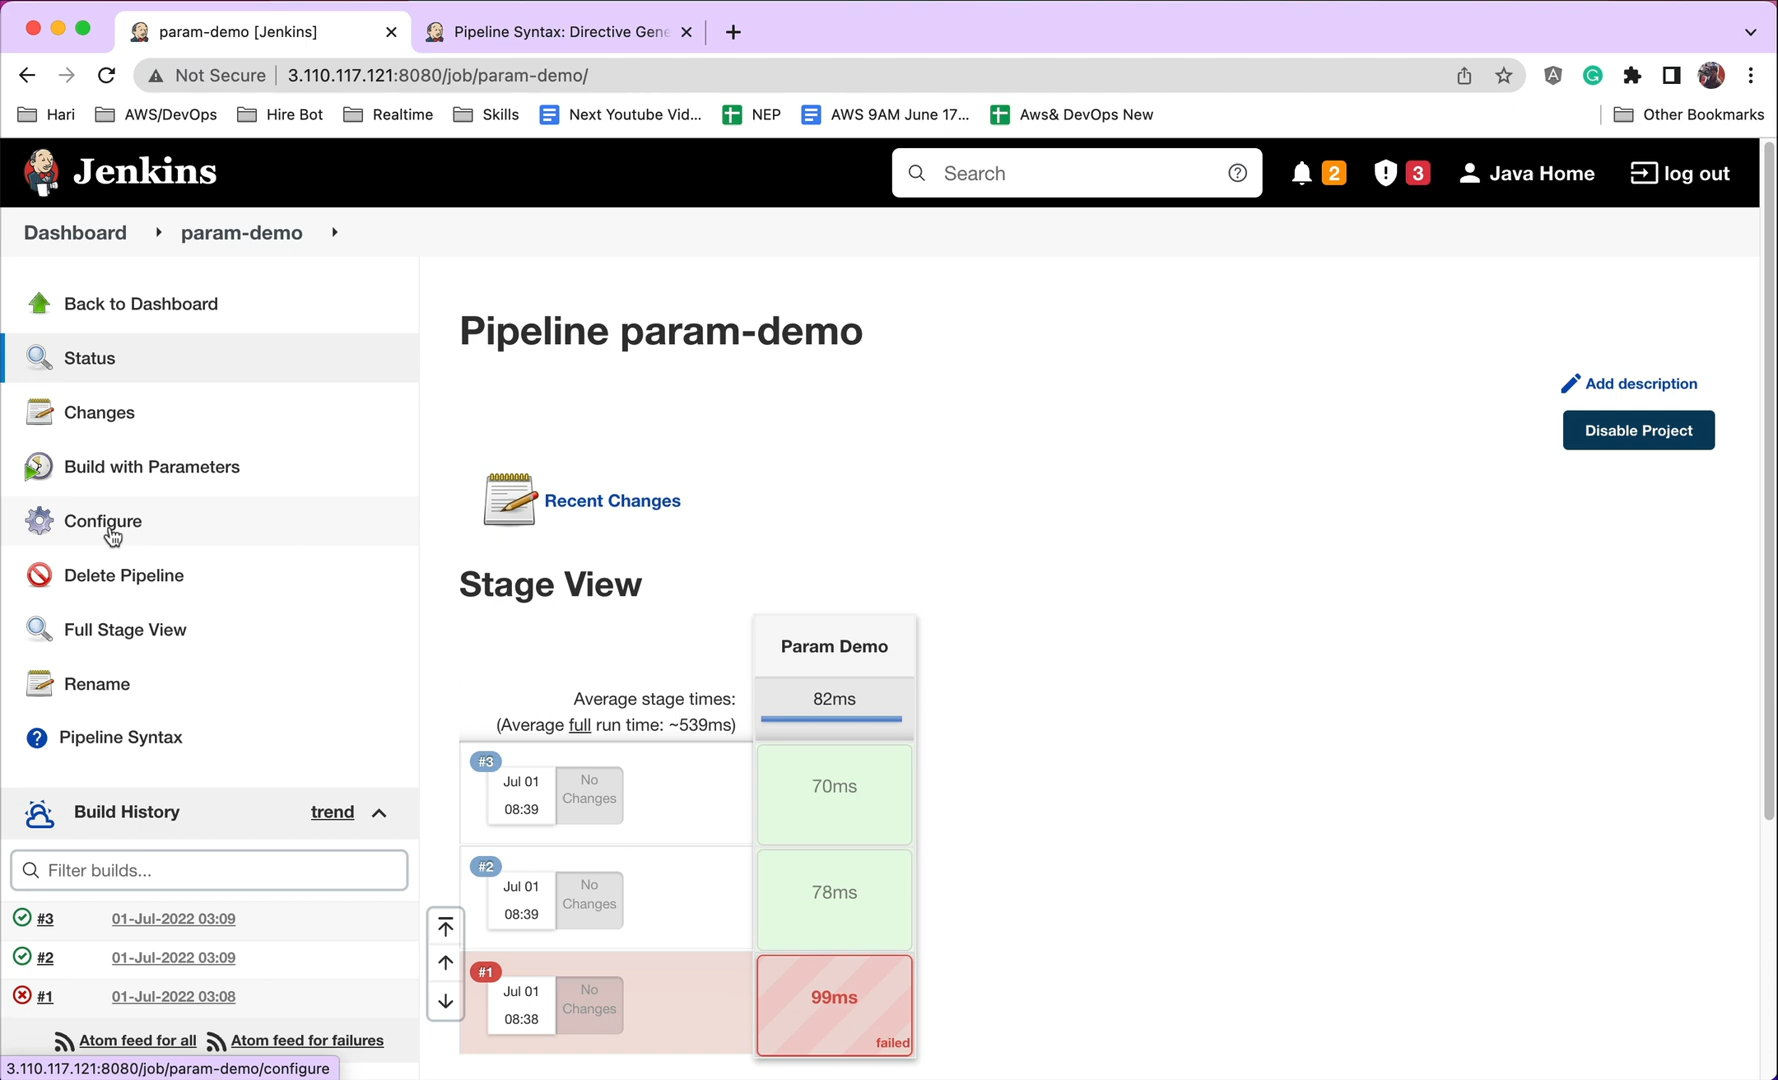 param-demo [Jenkins]
Pipeline Syntax: Directive Gene
Not Secure
3.110.117.121:8080/job/param-demo/
Hari
AWS/DevOps
Hire Bot
Realtime
Skills
Next Youtube Vid...
NEP
AWS 9AM June 17...
Aws& DevOps New
Other Bookmarks
Jenkins
Search
2
3
Java Home
log out
Dashboard
param-demo
Back to Dashboard
Status
Changes
Build with Parameters
Configure
Delete Pipeline
Full Stage View
Rename
Pipeline Syntax
Build History
trend
Filter builds...
#3 01-Jul-2022 03:09
#2 01-Jul-2022 03:09
#1 01-Jul-2022 03:08
Atom feed for all
Atom feed for failures
3.110.117.121:8080/job/param-demo/configure
Pipeline param-demo
Add description
Disable Project
Recent Changes
Stage View
Param Demo
Average stage times:
(Average full run time: ~539ms)
82ms
#3
Jul 01
08:39
No
Changes
70ms
#2
Jul 01
08:39
No
Changes
78ms
#1
Jul 01
08:38
No
Changes
99ms
failed